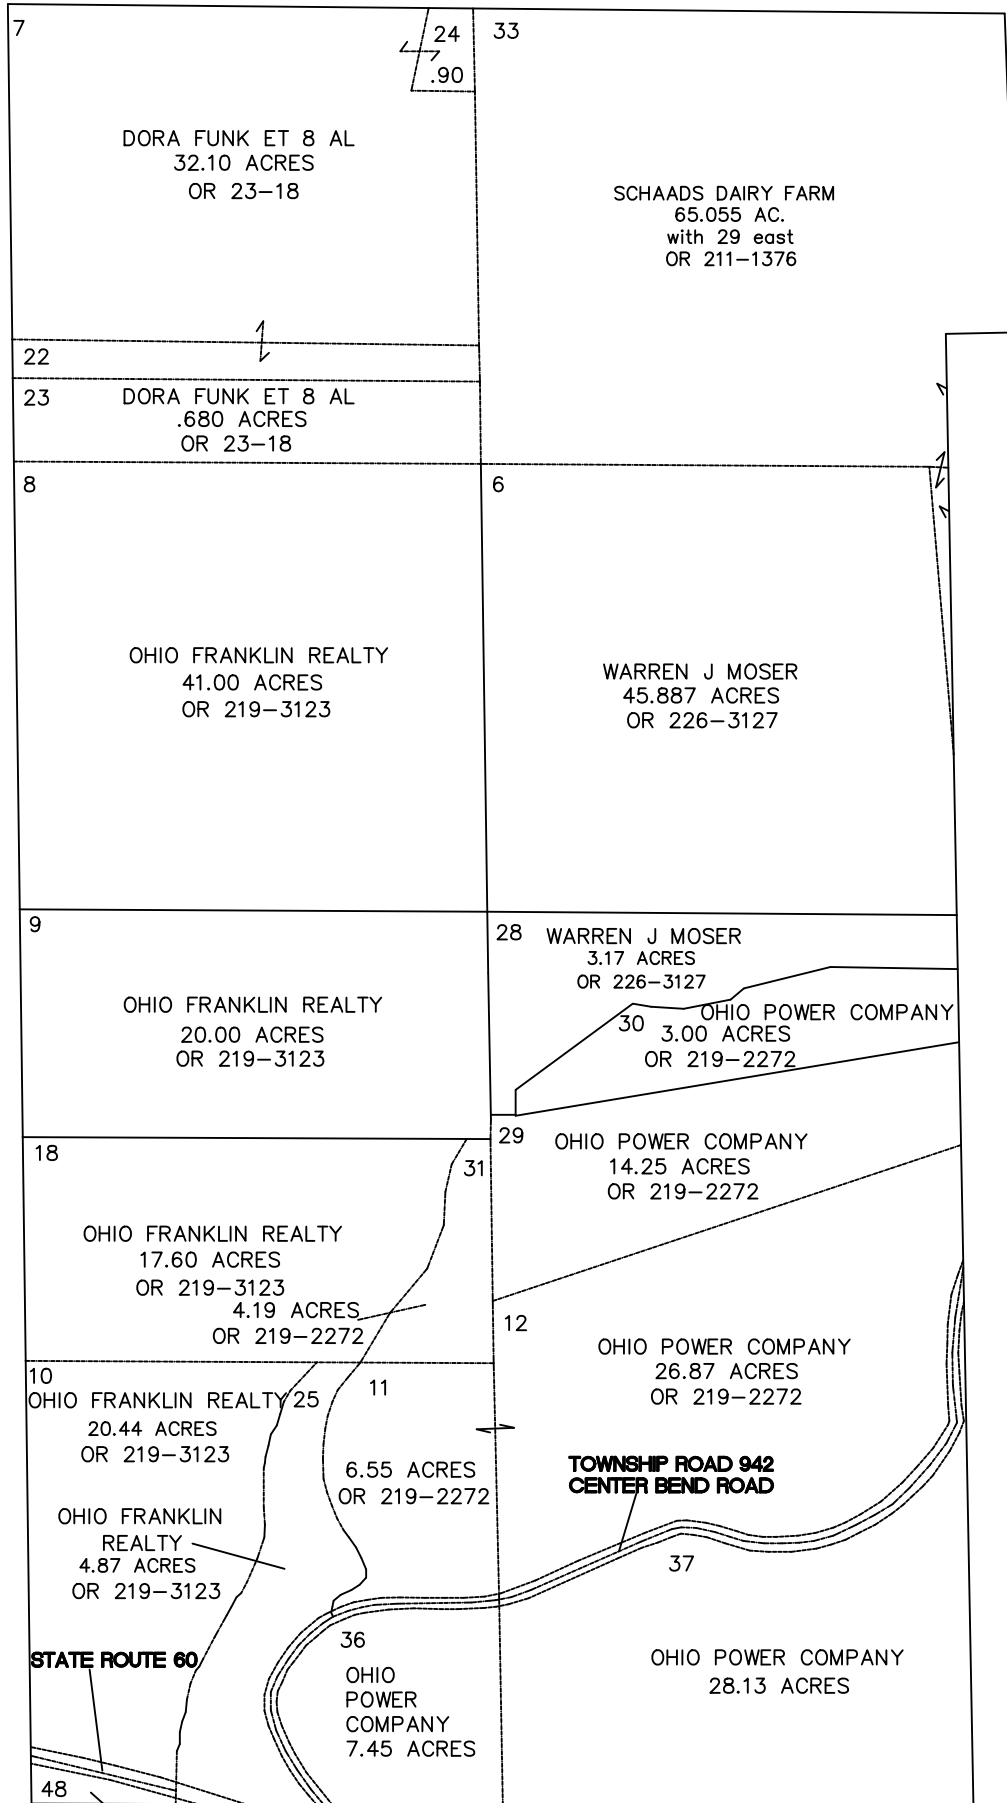 7
24
.90
33
DORA FUNK ET 8 AL
32.10 ACRES
OR 23-18
SCHAADS DAIRY FARM
65.055 AC.
with 29 east
OR 211-1376
22
23
DORA FUNK ET 8 AL
.680 ACRES
OR 23-18
8
6
OHIO FRANKLIN REALTY
41.00 ACRES
OR 219-3123
WARREN J MOSER
45.887 ACRES
OR 226-3127
9
28
WARREN J MOSER
3.17 ACRES
OR 226-3127
OHIO FRANKLIN REALTY
20.00 ACRES
OR 219-3123
30
OHIO POWER COMPANY
3.00 ACRES
OR 219-2272
18
31
29
OHIO POWER COMPANY
14.25 ACRES
OR 219-2272
OHIO FRANKLIN REALTY
17.60 ACRES
OR 219-3123
4.19 ACRES
OR 219-2272
12
OHIO POWER COMPANY
26.87 ACRES
OR 219-2272
10
OHIO FRANKLIN REALTY
20.44 ACRES
OR 219-3123
25
11
6.55 ACRES
OR 219-2272
TOWNSHIP ROAD 942
CENTER BEND ROAD
OHIO FRANKLIN
REALTY
4.87 ACRES
OR 219-3123
37
36
OHIO
POWER
COMPANY
7.45 ACRES
OHIO POWER COMPANY
28.13 ACRES
STATE ROUTE 60
48